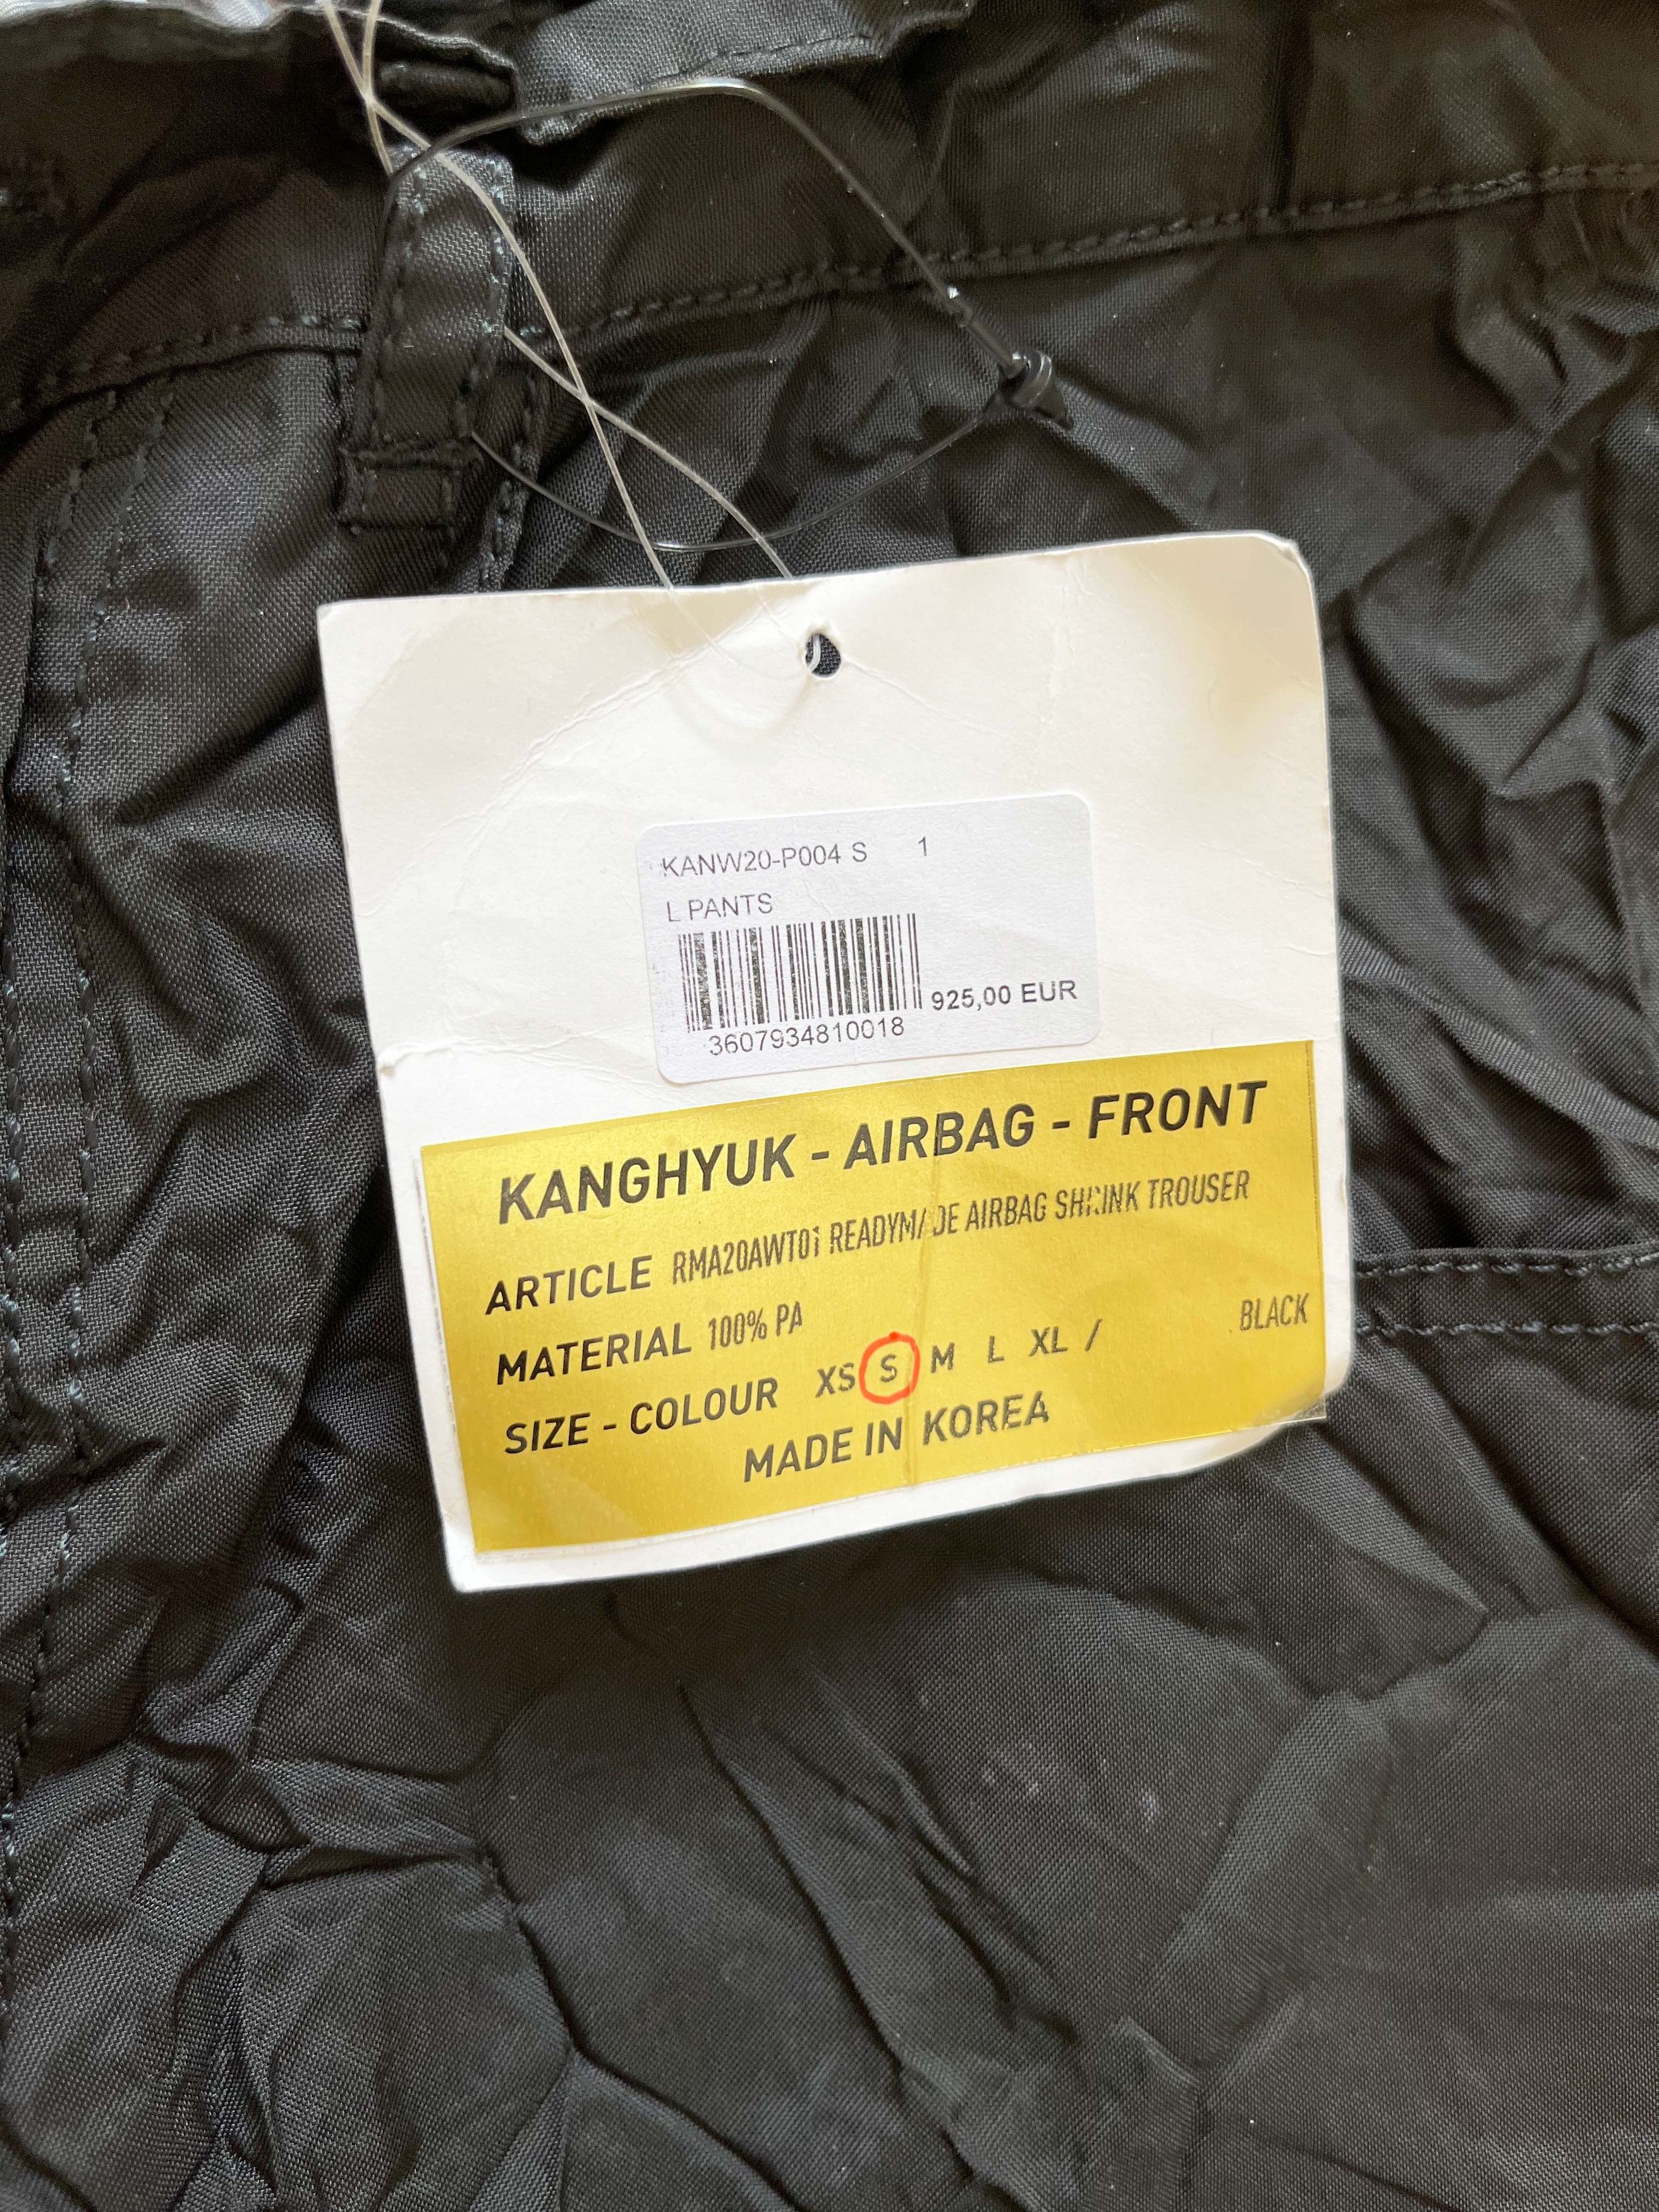 KANW20-P004 S 1
L PANTS
925,00 EUR
3607934810018
KANGHYUK - AIRBAG - FRONT
ARTICLE RMA20AWT01 READYMADE AIRBAG SHRINK TROUSER
MATERIAL 100% PA
SIZE - COLOUR XS S M L XL / BLACK
MADE IN KOREA